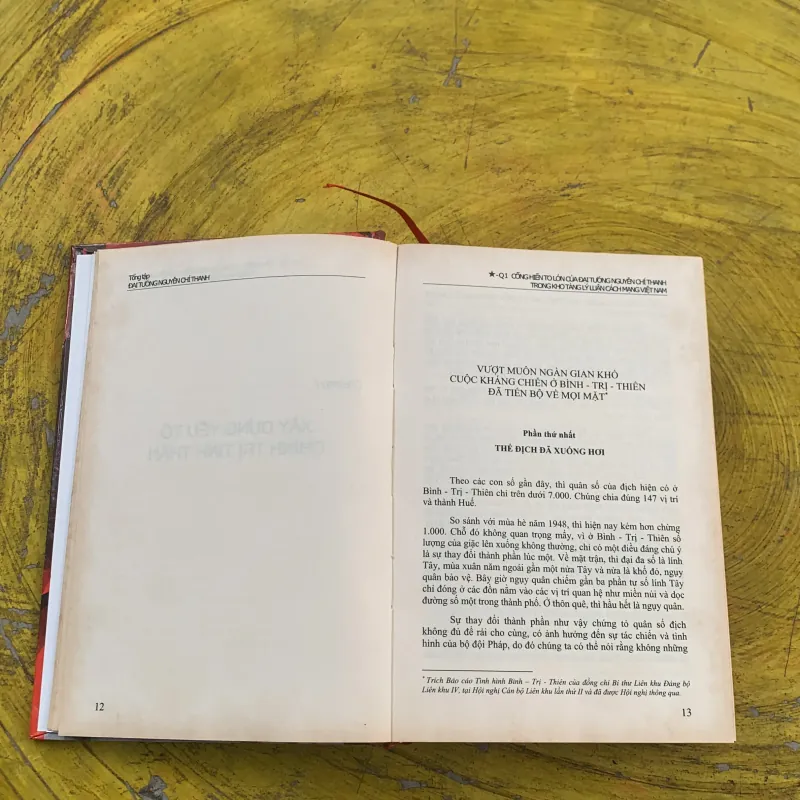 Tổng tập
ĐẠI TƯỚNG NGUYỄN CHÍ THANH
12
★-Q1 CỐNG HIẾN TO LỚN CỦA ĐẠI TƯỚNG NGUYỄN CHÍ THANH
TRONG KHO TÀNG LÝ LUẬN CÁCH MẠNG VIỆT NAM
VƯỢT MUÔN NGÀN GIAN KHÓ
CUỘC KHÁNG CHIẾN Ở BÌNH - TRỊ - THIÊN
ĐÃ TIẾN BỘ VỀ MỌI MẶT*
Phần thứ nhất
THẾ ĐỊCH ĐÃ XUỐNG HƠI
Theo các con số gần đây, thì quân số của địch hiện có ở
Bình - Trị - Thiên chỉ trên dưới 7.000. Chúng chia đúng 147 vị trí
và thành Huế.
So sánh với mùa hè năm 1948, thì hiện nay kém hơn chừng
1.000. Chỗ đó không quan trọng mấy, vì ở Bình - Trị - Thiên số
lượng của giặc lên xuống không thường, chỉ có một điều đáng chú ý
là sự thay đổi thành phần lúc một. Về mặt trận, thì đại đa số là lính
Tây, mùa xuân năm ngoái gần một nửa Tây và nửa là khố đỏ, ngụy
quân bảo vệ. Bây giờ ngụy quân chiếm gần ba phần tư số lính Tây
chỉ đóng ở các đồn nằm vào các vị trí quan hệ như miền núi và dọc
đường số một trong thành phố. Ở thôn quê, thì hầu hết là ngụy quân.
Sự thay đổi thành phần như vậy chứng tỏ quân số địch
không đủ để rải cho cùng, có ảnh hưởng đến sự tác chiến và tình
hình của bộ đội Pháp, do đó chúng ta có thể nói rằng không những
* Trích Báo cáo Tình hình Bình – Trị - Thiên của đồng chí Bí thư Liên khu Đảng bộ
Liên khu IV, tại Hội nghị Cán bộ Liên khu lần thứ II và đã được Hội nghị thông qua.
13